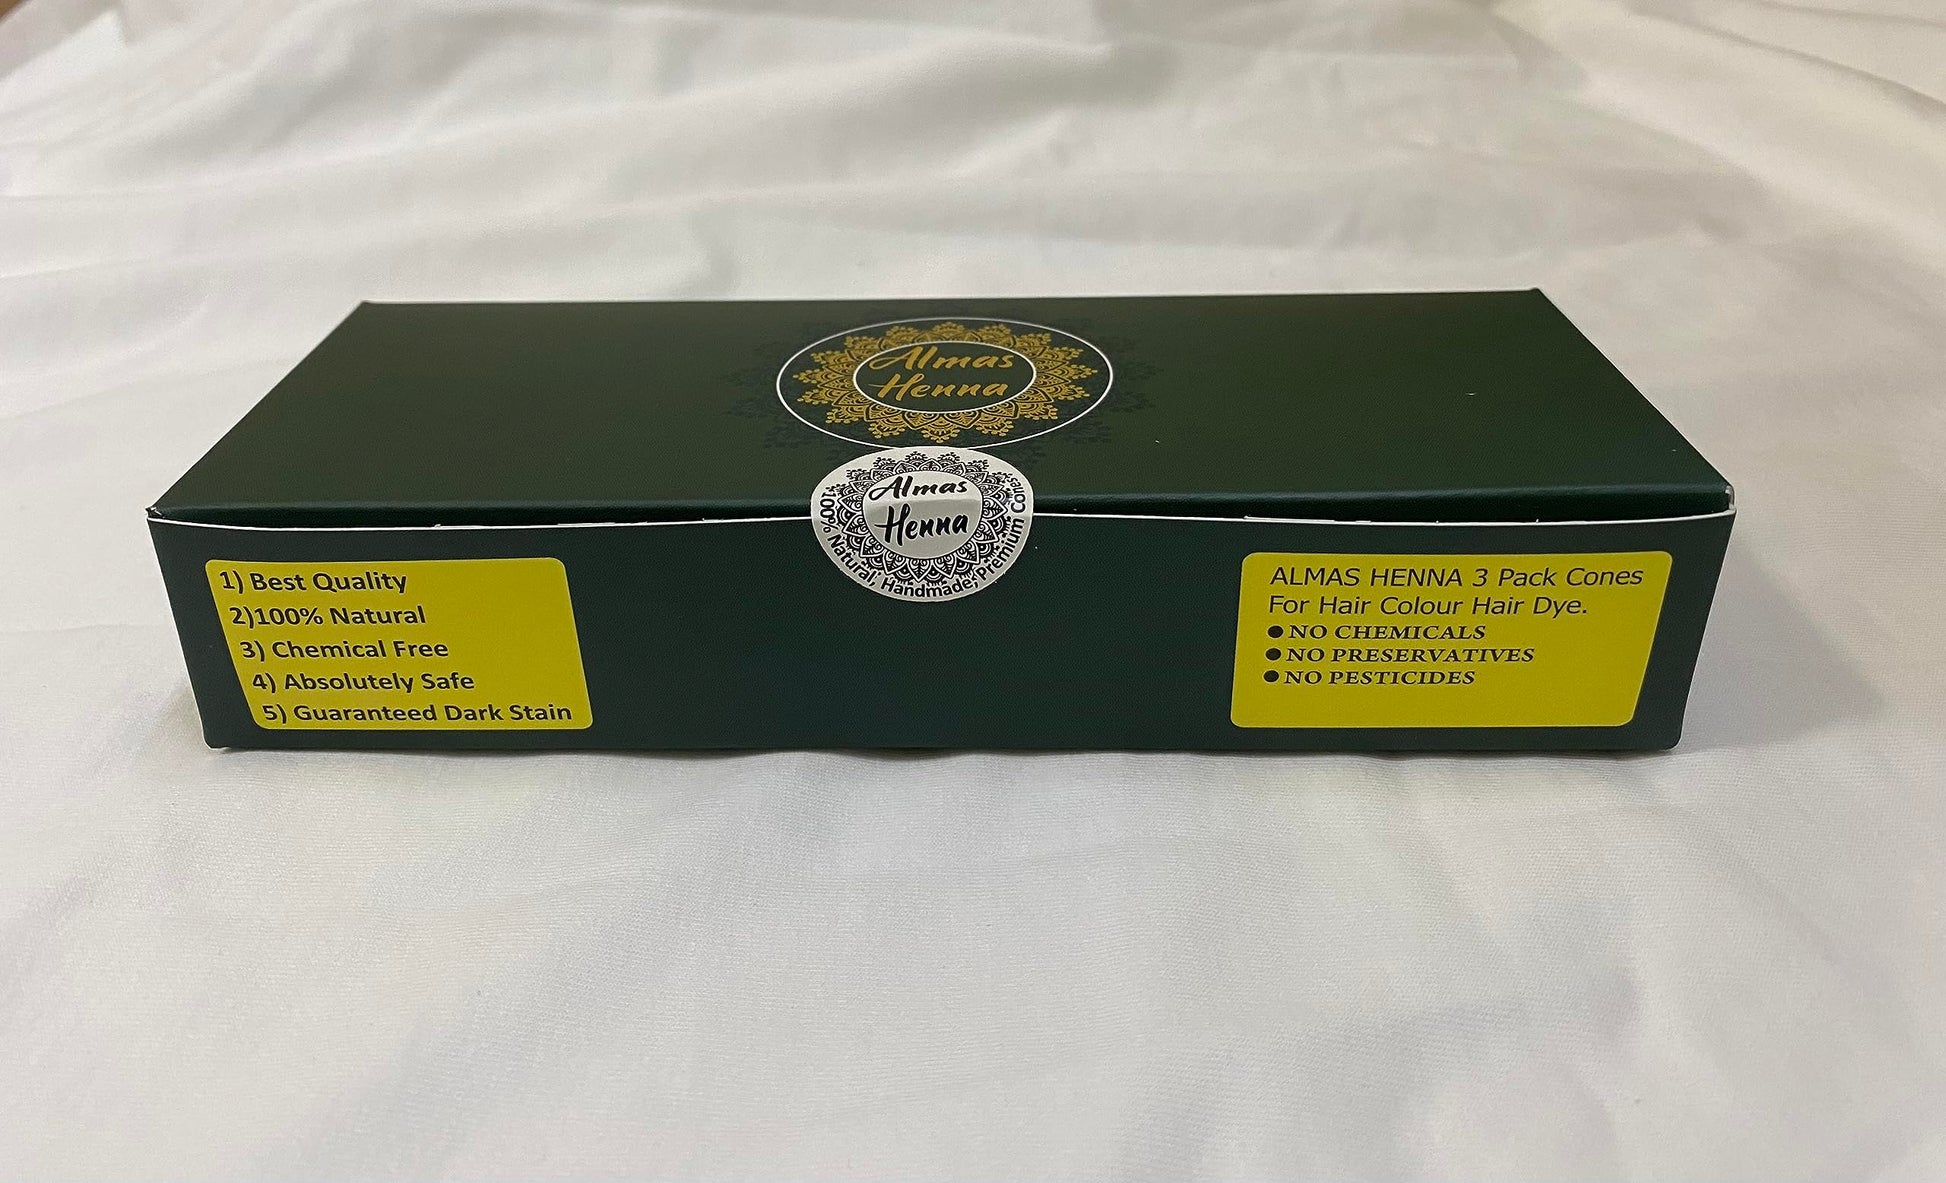 Almas
Henna
Almas
Henna
100% Natural, Handmade, Premium Cones
1) Best Quality
2)100% Natural
3) Chemical Free
4) Absolutely Safe
5) Guaranteed Dark Stain
ALMAS HENNA 3 Pack Cones
For Hair Colour Hair Dye.
● NO CHEMICALS
● NO PRESERVATIVES
● NO PESTICIDES